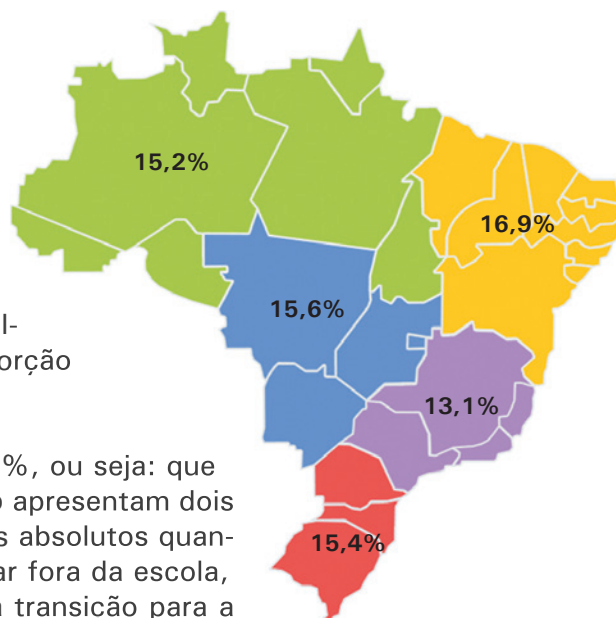 15,2%
16,9%
15,6%
13,1%
15,4%
l-
orção
%, ou seja: que
o apresentam dois
s absolutos quan-
ar fora da escola,
a transição para a